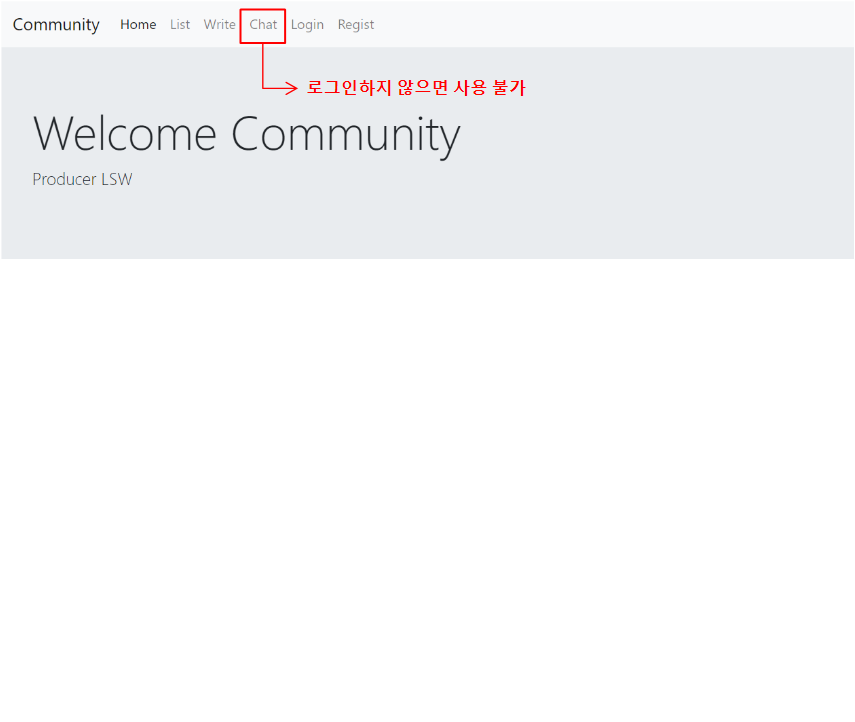 Community Home List Write Chat Login Regist
로그인하지 않으면 사용 불가
Welcome Community
Producer LSW